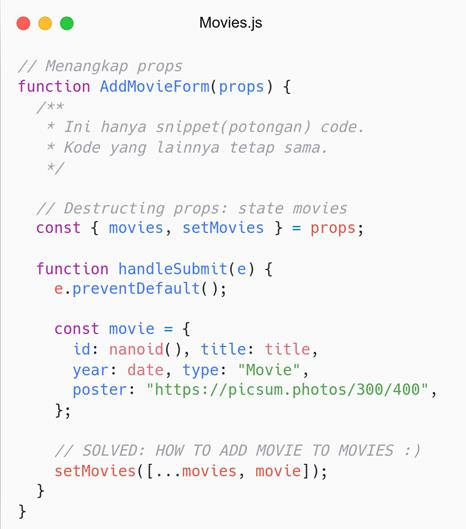 Movies.js
// Menangkap props
function AddMovieForm(props) {
/**
* Ini hanya snippet(potongan) code.
* Kode yang lainnya tetap sama.
*/
// Destructing props: state movies
const { movies, setMovies } = props;
function handleSubmit(e) {
e.preventDefault();
const movie = {
id: nanoid(), title: title,
year: date, type: "Movie",
poster: "https://picsum.photos/300/400",
};
// SOLVED: HOW TO ADD MOVIE TO MOVIES :)
setMovies([...movies, movie]);
}
}